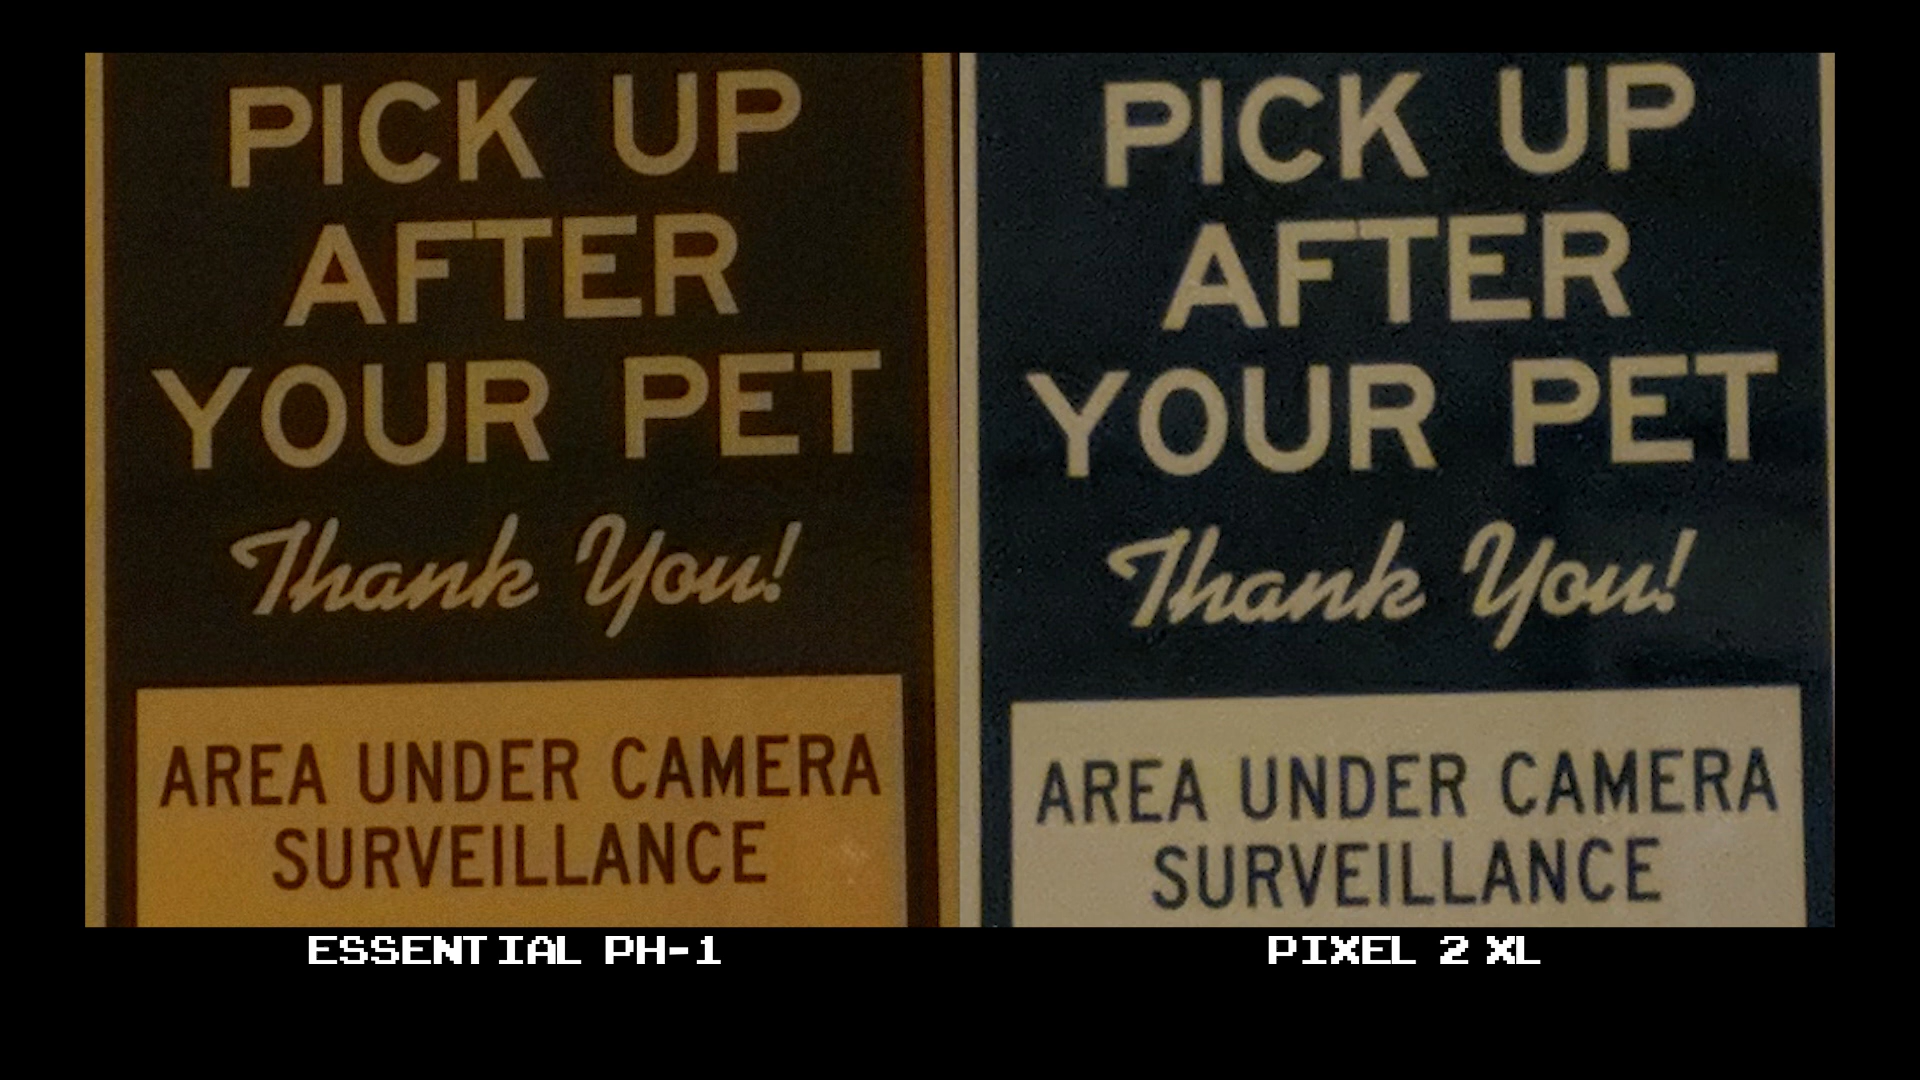 PICK UP
AFTER
YOUR PET
Thank You!
AREA UNDER CAMERA
SURVEILLANCE
ESSENTIAL PH-1
PICK UP
AFTER
YOUR PET
Thank You!
AREA UNDER CAMERA
SURVEILLANCE
PIXEL 2 XL